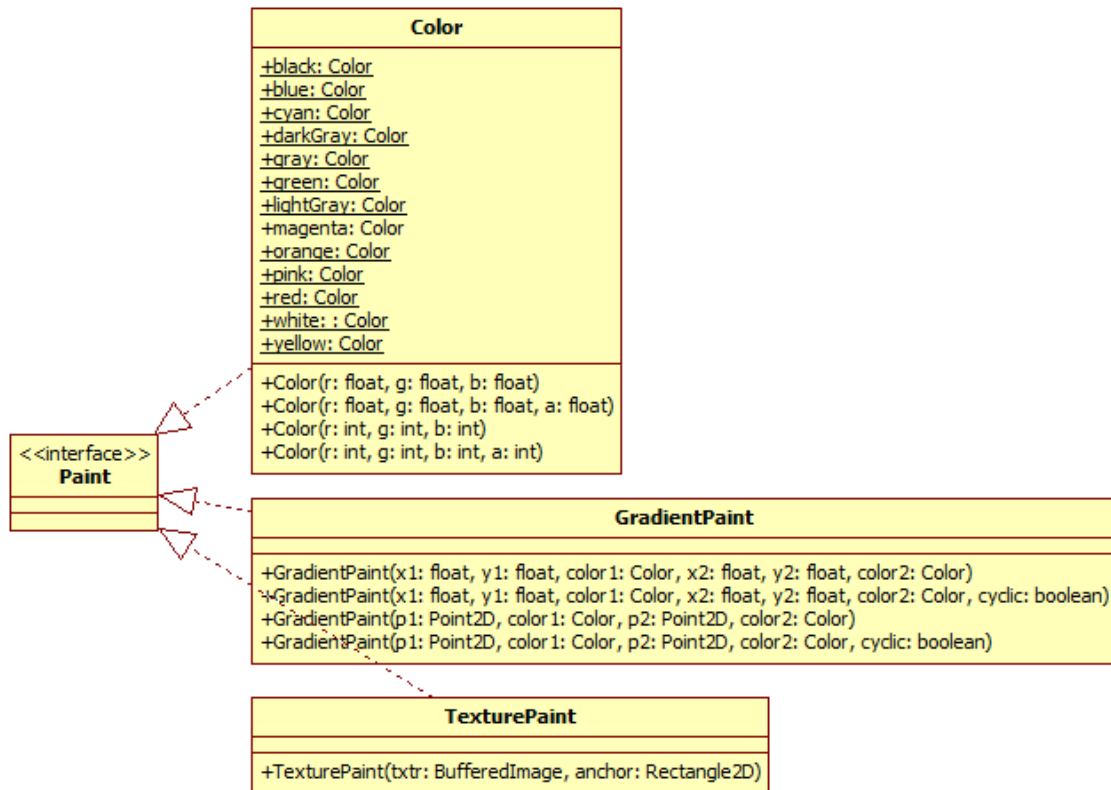 Color
+black: Color
+blue: Color
+cyan: Color
+darkGray: Color
+gray: Color
+green: Color
+lightGray: Color
+magenta: Color
+orange: Color
+pink: Color
+red: Color
+white: : Color
+yellow: Color
+Color(r: float, g: float, b: float)
+Color(r: float, g: float, b: float, a: float)
+Color(r: int, g: int, b: int)
+Color(r: int, g: int, b: int, a: int)
<<interface>>
Paint
GradientPaint
+GradientPaint(x1: float, y1: float, color1: Color, x2: float, y2: float, color2: Color)
+GradientPaint(x1: float, y1: float, color1: Color, x2: float, y2: float, color2: Color, cyclic: boolean)
+GradientPaint(p1: Point2D, color1: Color, p2: Point2D, color2: Color)
+GradientPaint(p1: Point2D, color1: Color, p2: Point2D, color2: Color, cyclic: boolean)
TexturePaint
+TexturePaint(txtr: BufferedImage, anchor: Rectangle2D)